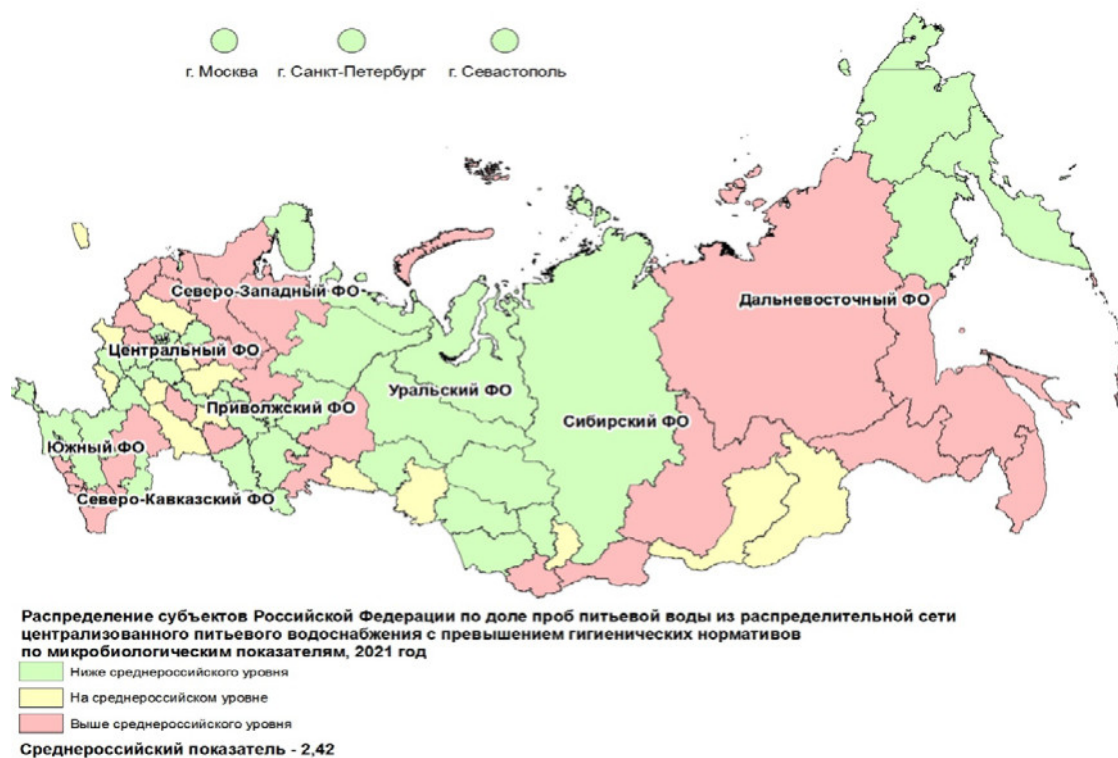 г. Москва г. Санкт-Петербург г. Севастополь
Северо-Западный ФО
Дальневосточный ФО
Центральный ФО
Уральский ФО
Приволжский ФО
Сибирский ФО
Южный ФО
Северо-Кавказский ФО
Распределение субъектов Российской Федерации по доле проб питьевой воды из распределительной сети
централизованного питьевого водоснабжения с превышением гигиенических нормативов
по микробиологическим показателям, 2021 год
Ниже среднероссийского уровня
На среднероссийском уровне
Выше среднероссийского уровня
Среднероссийский показатель - 2,42